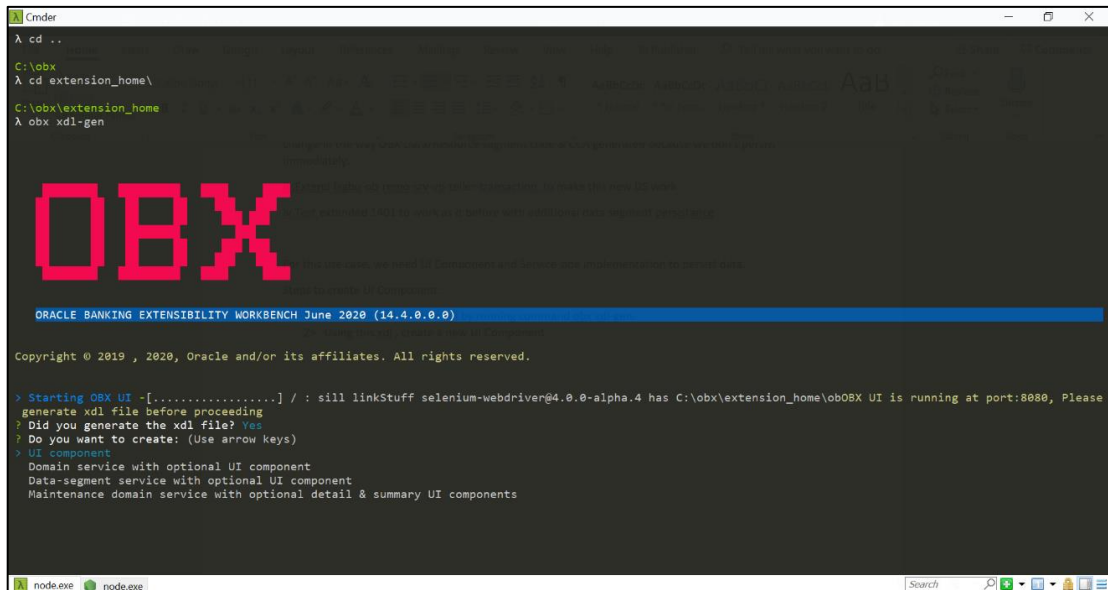 Cmder
λ cd ..
C:\obx
λ cd extension_home\
C:\obx\extension_home
λ obx xdl-gen
OBX
ORACLE BANKING EXTENSIBILITY WORKBENCH June 2020 (14.4.0.0.0)
Copyright © 2019 , 2020, Oracle and/or its affiliates. All rights reserved.
> Starting OBX UI -[..................] / : sill linkStuff selenium-webdriver@4.0.0-alpha.4 has C:\obx\extension_home\obOBX UI is running at port:8080, Please
generate xdl file before proceeding
? Did you generate the xdl file? Yes
? Do you want to create: (Use arrow keys)
> UI component
Domain service with optional UI component
Data-segment service with optional UI component
Maintenance domain service with optional detail & summary UI components
node.exe node.exe Search